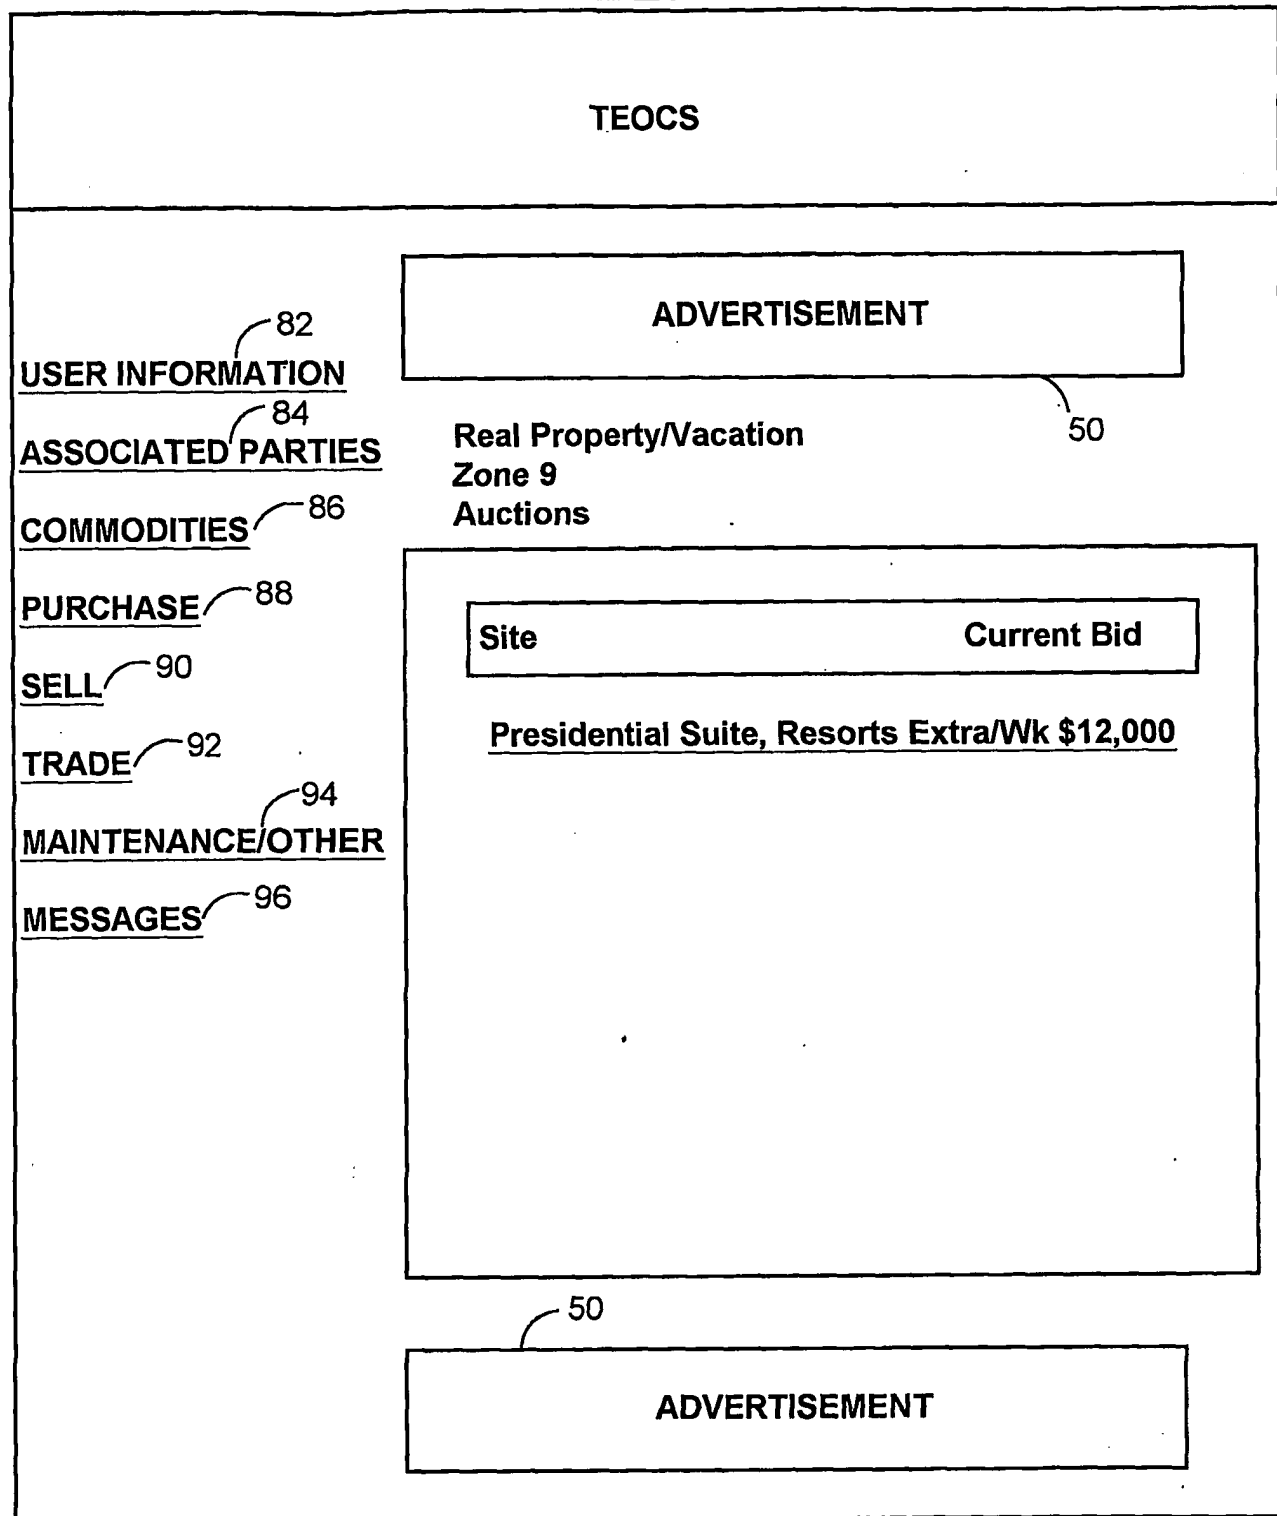 TEOCS
ADVERTISEMENT
50
82
USER INFORMATION
84
ASSOCIATED PARTIES
86
COMMODITIES
88
PURCHASE
90
SELL
92
TRADE
94
MAINTENANCE/OTHER
96
MESSAGES
Real Property/Vacation
Zone 9
Auctions
Site Current Bid
Presidential Suite, Resorts Extra/Wk $12,000
50
ADVERTISEMENT